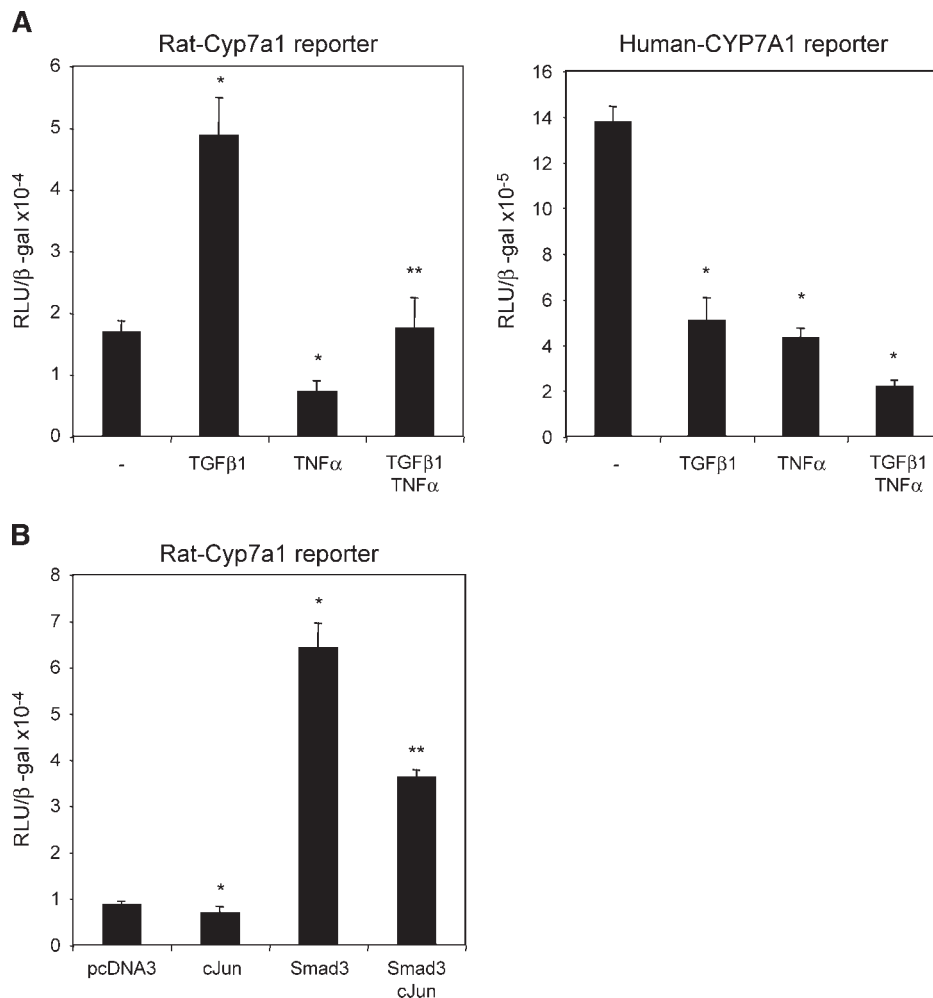 A
Rat-Cyp7a1 reporter
RLU/β -gal x10-4
6
5
4
3
2
1
0
*
*
**
- TGFβ1 TNFα TGFβ1
TNFα
Human-CYP7A1 reporter
RLU/β -gal x10-5
16
14
12
10
8
6
4
2
0
*
*
*
- TGFβ1 TNFα TGFβ1
TNFα
B
Rat-Cyp7a1 reporter
RLU/β -gal x10-4
8
7
6
5
4
3
2
1
0
*
*
**
pcDNA3 cJun Smad3 Smad3
cJun